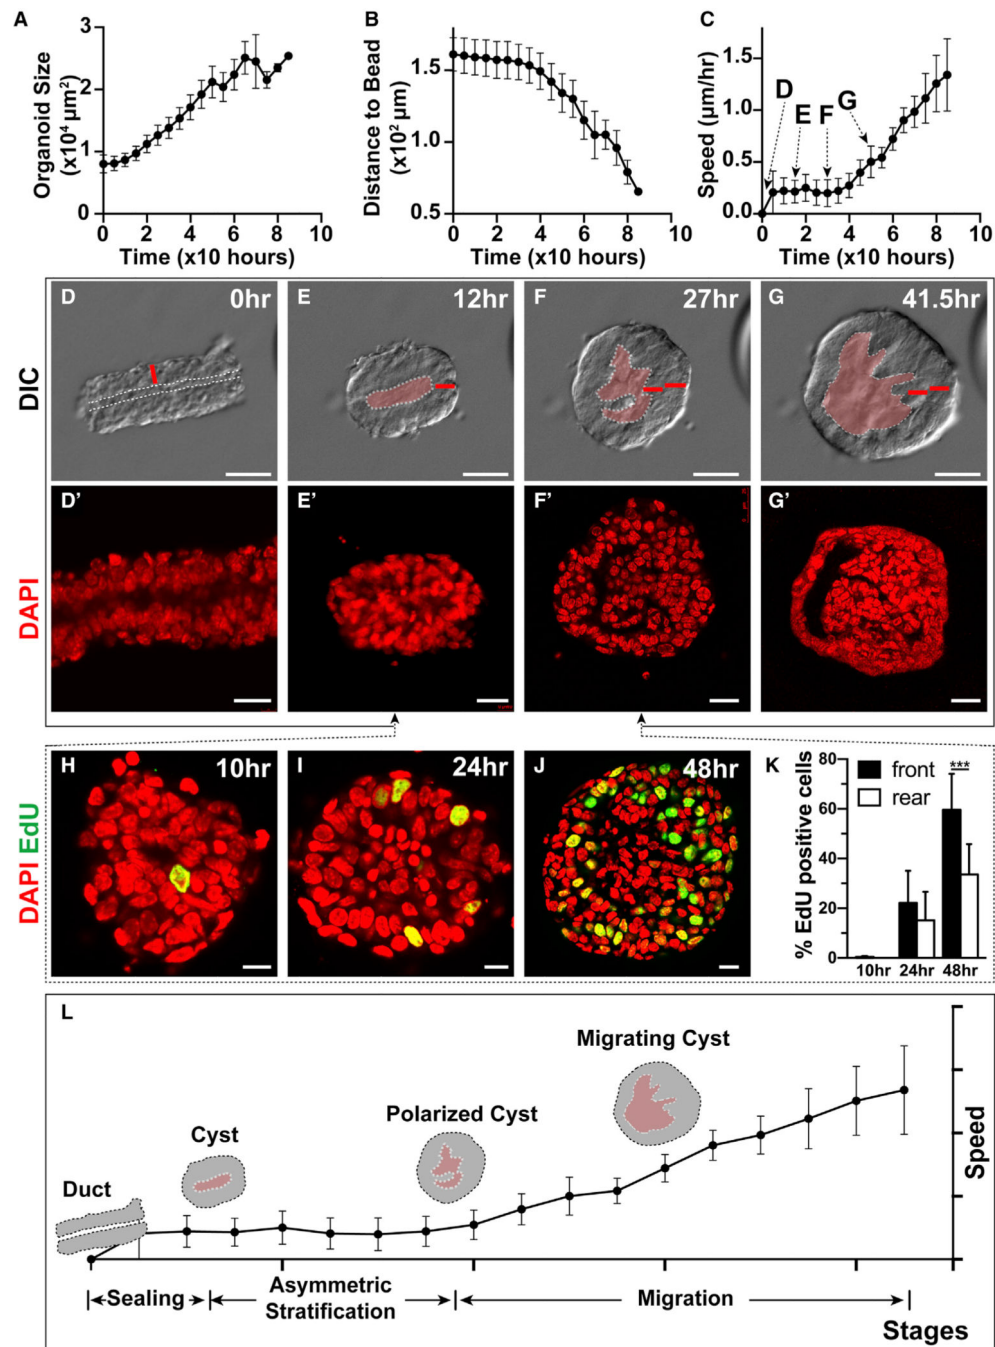 A
Organoid Size
(x10⁴ µm²)
3
2
1
0
0 2 4 6 8 10
Time (x10 hours)
B
Distance to Bead
(x10² µm)
1.5
1.0
0.5
0 2 4 6 8 10
Time (x10 hours)
C
Speed (µm/hr)
1.5
1.0
0.5
0.0
D
E
F
G
0 2 4 6 8 10
Time (x10 hours)
DIC
D 0hr
E 12hr
F 27hr
G 41.5hr
DAPI
D’
E’
F’
G’
DAPI EdU
H 10hr
I 24hr
J 48hr
K
% EdU positive cells
80
60
40
20
0
front
rear
***
10hr 24hr 48hr
L
Duct
Cyst
Polarized Cyst
Migrating Cyst
Speed
Sealing
Asymmetric
Stratification
Migration
Stages